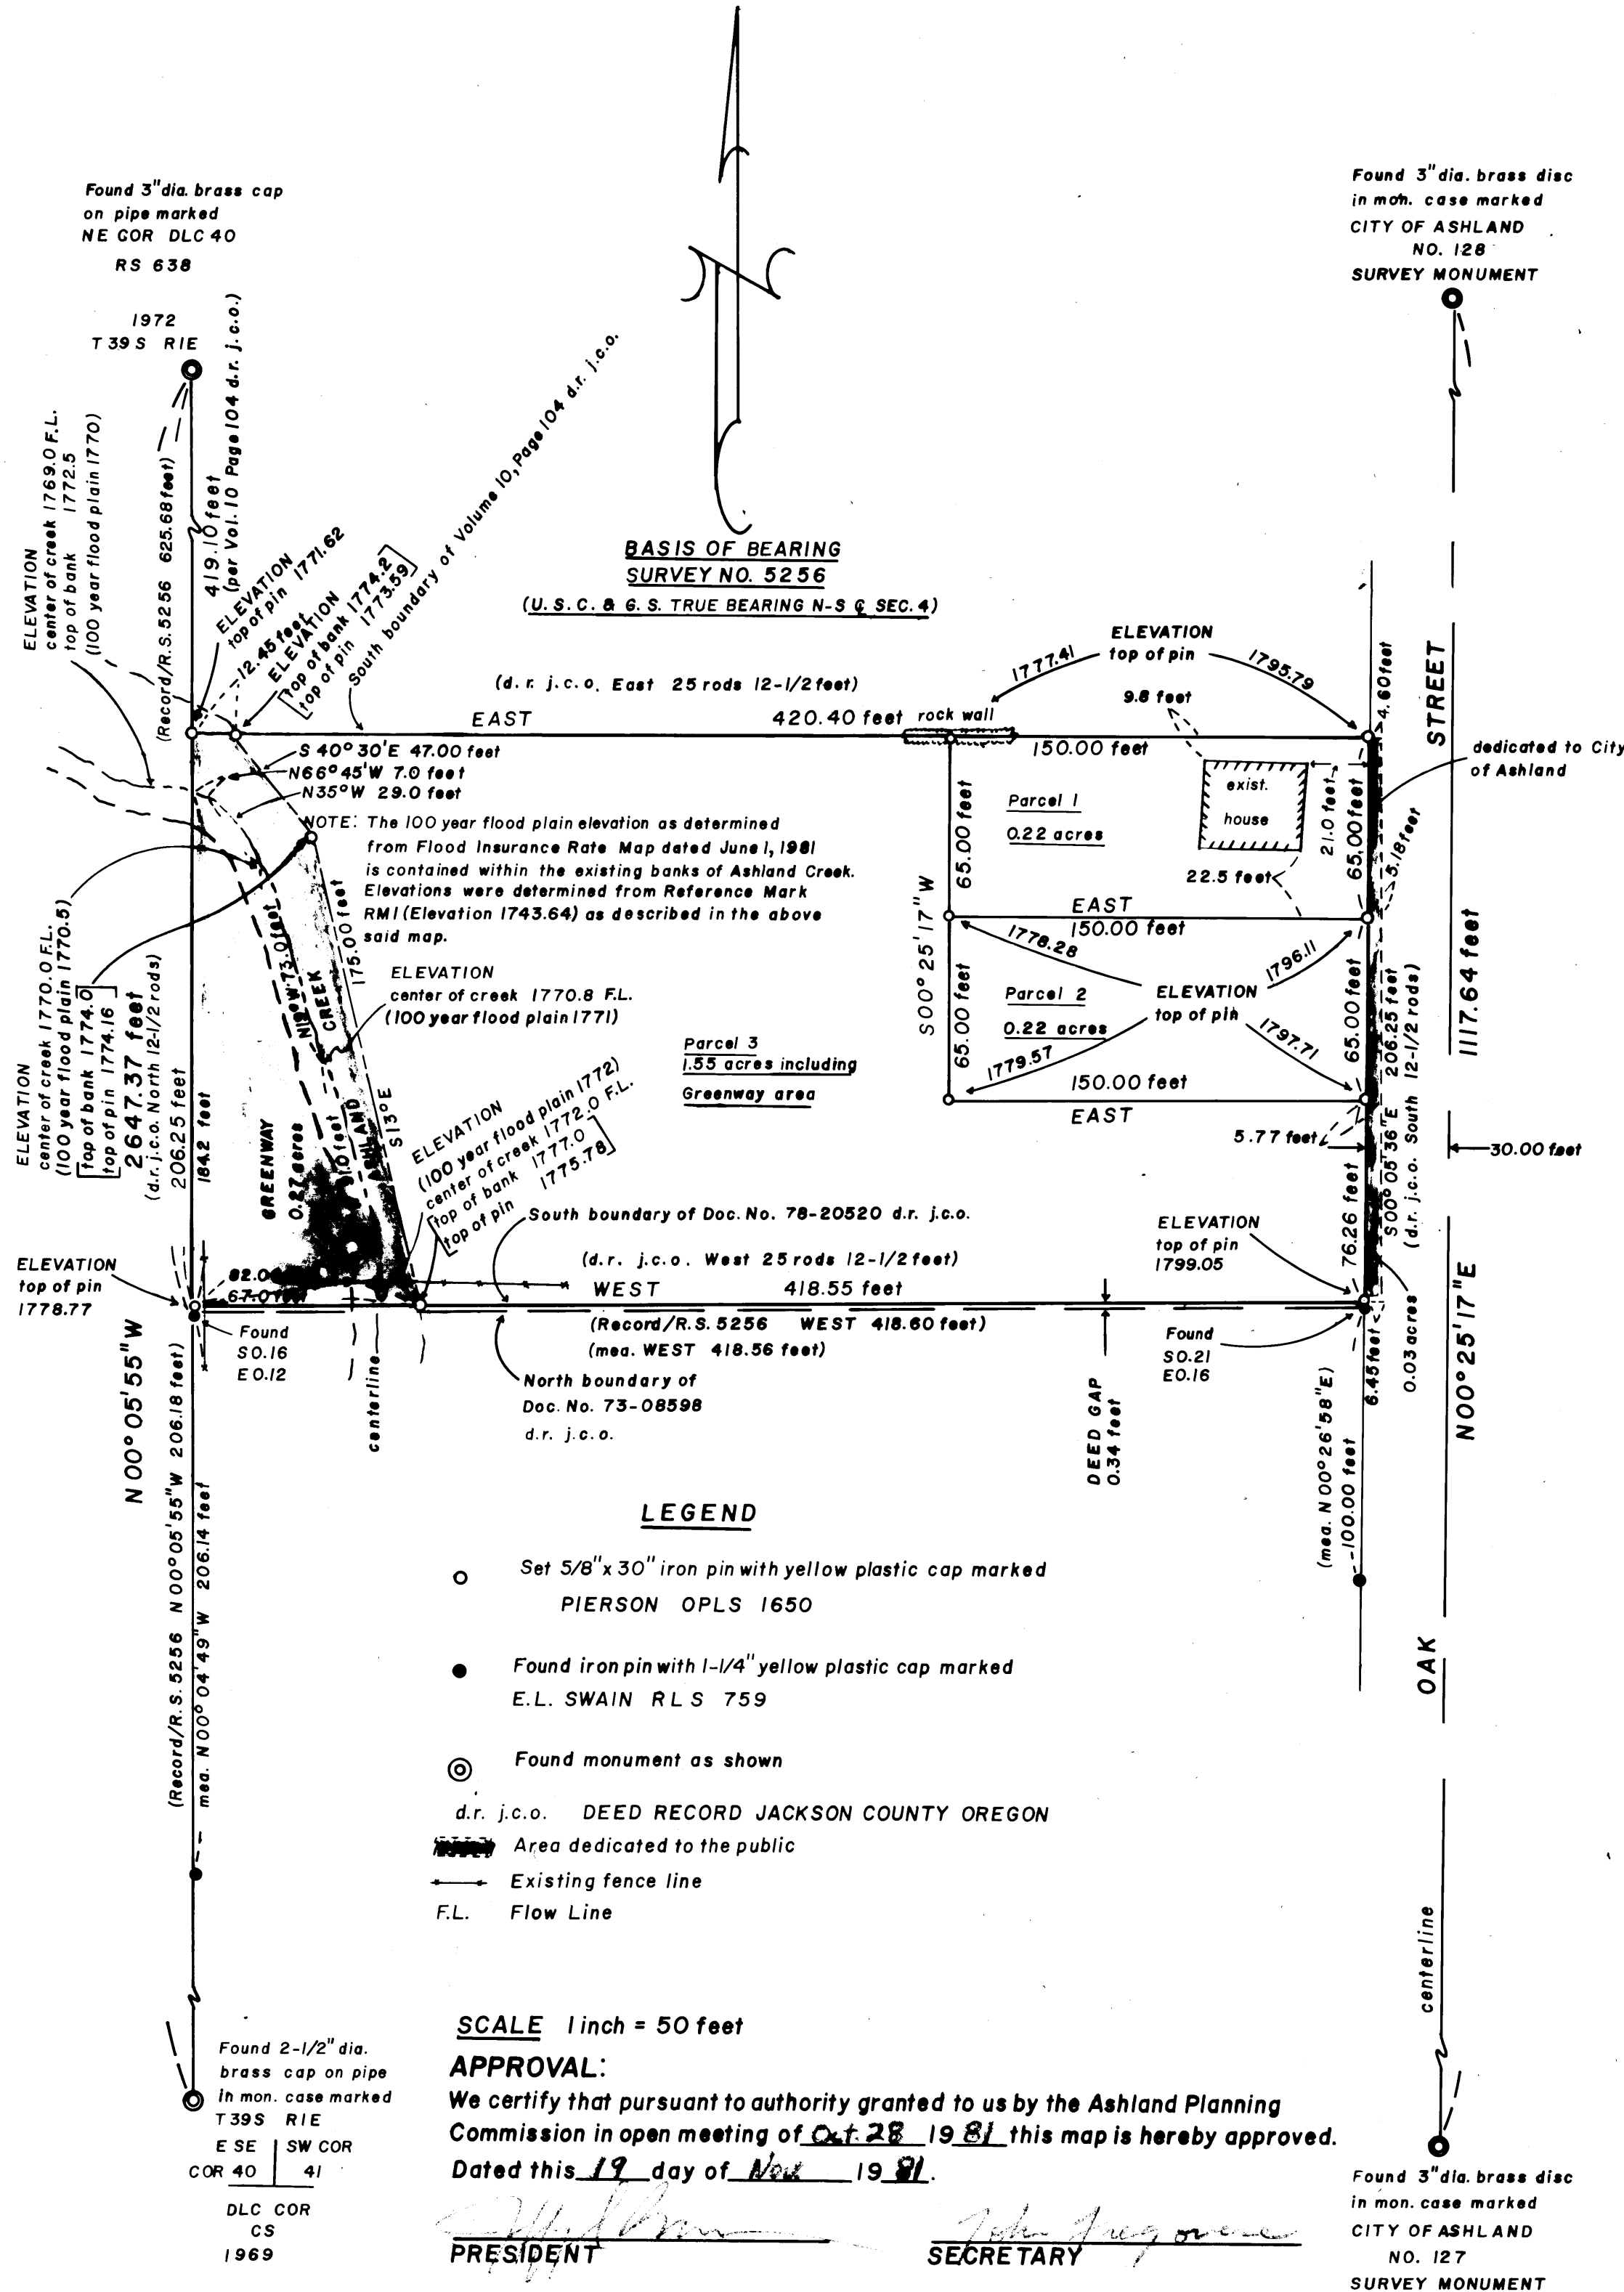 Found 3" dia. brass cap
on pipe marked
NE COR DLC 40
RS 638
1972
T 39 S R1E
Found 3" dia. brass disc
in mon. case marked
CITY OF ASHLAND
NO. 128
SURVEY MONUMENT
ELEVATION
center of creek 1769.0 F.L.
top of bank 1772.5
(100 year flood plain 1770)
(Record/R.S. 5256 625.68 feet)
419.10 feet
(per Vol. 10 Page 104 d.r. j.c.o.)
ELEVATION
top of pin 1771.62
12.45 feet
ELEVATION
top of bank 1774.2
top of pin 1773.59
South boundary of Volume 10, Page 104 d.r. j.c.o.
BASIS OF BEARING
SURVEY NO. 5256
(U.S.C. & G.S. TRUE BEARING N-S ℄ SEC. 4)
(d.r. j.c.o. East 25 rods 12-1/2 feet)
EAST 420.40 feet
rock wall
ELEVATION
top of pin
1777.41
1795.79
9.8 feet
4.60 feet
STREET
dedicated to City
of Ashland
150.00 feet
S 40° 30' E 47.00 feet
N66° 45' W 7.0 feet
N35° W 29.0 feet
NOTE: The 100 year flood plain elevation as determined
from Flood Insurance Rate Map dated June 1, 1981
is contained within the existing banks of Ashland Creek.
Elevations were determined from Reference Mark
RM1 (Elevation 1743.64) as described in the above
said map.
65.00 feet
Parcel 1
0.22 acres
exist.
house
21.0 feet
65.00 feet
5.18 feet
22.5 feet
EAST
150.00 feet
S00° 25' 17" W
1778.28
1796.11
65.00 feet
Parcel 2
0.22 acres
ELEVATION
top of pin
1779.57
1797.71
65.00 feet
150.00 feet
EAST
5.77 feet
S00° 05' 36" E 206.25 feet
(d.r. j.c.o. South 12-1/2 rods)
1117.64 feet
30.00 feet
ELEVATION
center of creek 1770.0 F.L.
(100 year flood plain 1770.5)
top of bank 1774.0
top of pin 1774.16
2647.37 feet
(d.r. j.c.o. North 12-1/2 rods)
206.25 feet
184.2 feet
73.0 feet
175.00 feet
S13°E
ASHLAND
CREEK
GREENWAY
0.27 acres
ELEVATION
center of creek 1770.8 F.L.
(100 year flood plain 1771)
Parcel 3
1.55 acres including
Greenway area
ELEVATION
(100 year flood plain 1772)
center of creek 1772.0 F.L.
top of bank 1777.0
top of pin 1775.78
South boundary of Doc. No. 78-20520 d.r. j.c.o.
(d.r. j.c.o. West 25 rods 12-1/2 feet)
WEST 418.55 feet
(Record/R.S. 5256 WEST 418.60 feet)
(mea. WEST 418.56 feet)
North boundary of
Doc. No. 73-08598
d.r. j.c.o.
ELEVATION
top of pin
1778.77
Found
S0.16
E0.12
centerline
ELEVATION
top of pin
1799.05
76.26 feet
Found
S0.21
E0.16
DEED GAP
0.34 feet
6.45 feet
0.03 acres
N00° 25' 17" E
(mea. N00° 26' 58" E)
100.00 feet
N 00° 05' 55" W
(Record/R.S. 5256 N 00° 05' 55" W 206.18 feet)
mea. N 00° 04' 49" W 206.14 feet
LEGEND
Set 5/8" x 30" iron pin with yellow plastic cap marked
PIERSON OPLS 1650
Found iron pin with 1-1/4" yellow plastic cap marked
E.L. SWAIN RLS 759
Found monument as shown
d.r. j.c.o. DEED RECORD JACKSON COUNTY OREGON
Area dedicated to the public
Existing fence line
F.L. Flow Line
OAK
centerline
SCALE 1 inch = 50 feet
APPROVAL:
We certify that pursuant to authority granted to us by the Ashland Planning
Commission in open meeting of Oct. 28 1981 this map is hereby approved.
Dated this 19 day of Nov 1981.
PRESIDENT
SECRETARY
Found 2-1/2" dia.
brass cap on pipe
in mon. case marked
T39S R1E
E SE SW COR
COR 40 41
DLC COR
CS
1969
Found 3" dia. brass disc
in mon. case marked
CITY OF ASHLAND
NO. 127
SURVEY MONUMENT